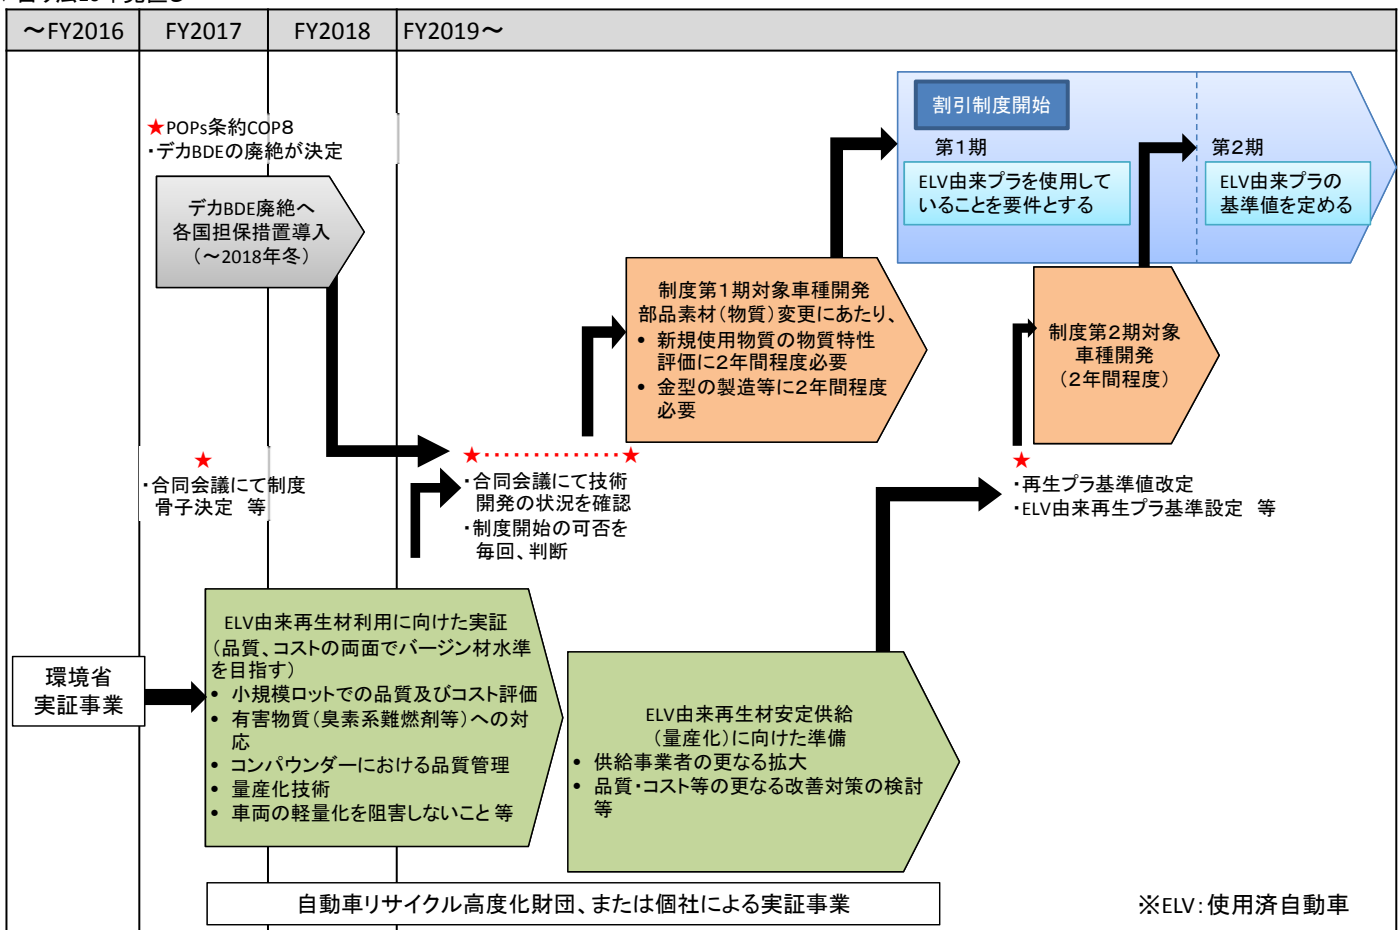 ～FY2016
FY2017
FY2018
FY2019～
★POPs条約COP８
・デカBDEの廃絶が決定
デカBDE廃絶へ
各国担保措置導入
（～2018年冬）
割引制度開始
第１期
ELV由来プラを使用して
いることを要件とする
第２期
ELV由来プラの
基準値を定める
制度第１期対象車種開発
部品素材（物質）変更にあたり、
• 新規使用物質の物質特性
評価に２年間程度必要
• 金型の製造等に２年間程度
必要
制度第２期対象
車種開発
（２年間程度）
★
・合同会議にて制度
骨子決定 等
★・・・・・・・・・・・・・・★
・合同会議にて技術
開発の状況を確認
・制度開始の可否を
毎回、判断
★
・再生プラ基準値改定
・ELV由来再生プラ基準設定 等
環境省
実証事業
ELV由来再生材利用に向けた実証
（品質、コストの両面でバージン材水準
を目指す）
• 小規模ロットでの品質及びコスト評価
• 有害物質（臭素系難燃剤等）への対
応
• コンパウンダーにおける品質管理
• 量産化技術
• 車両の軽量化を阻害しないこと 等
ELV由来再生材安定供給
（量産化）に向けた準備
• 供給事業者の更なる拡大
• 品質・コスト等の更なる改善対策の検討
等
自動車リサイクル高度化財団、または個社による実証事業
※ELV：使用済自動車